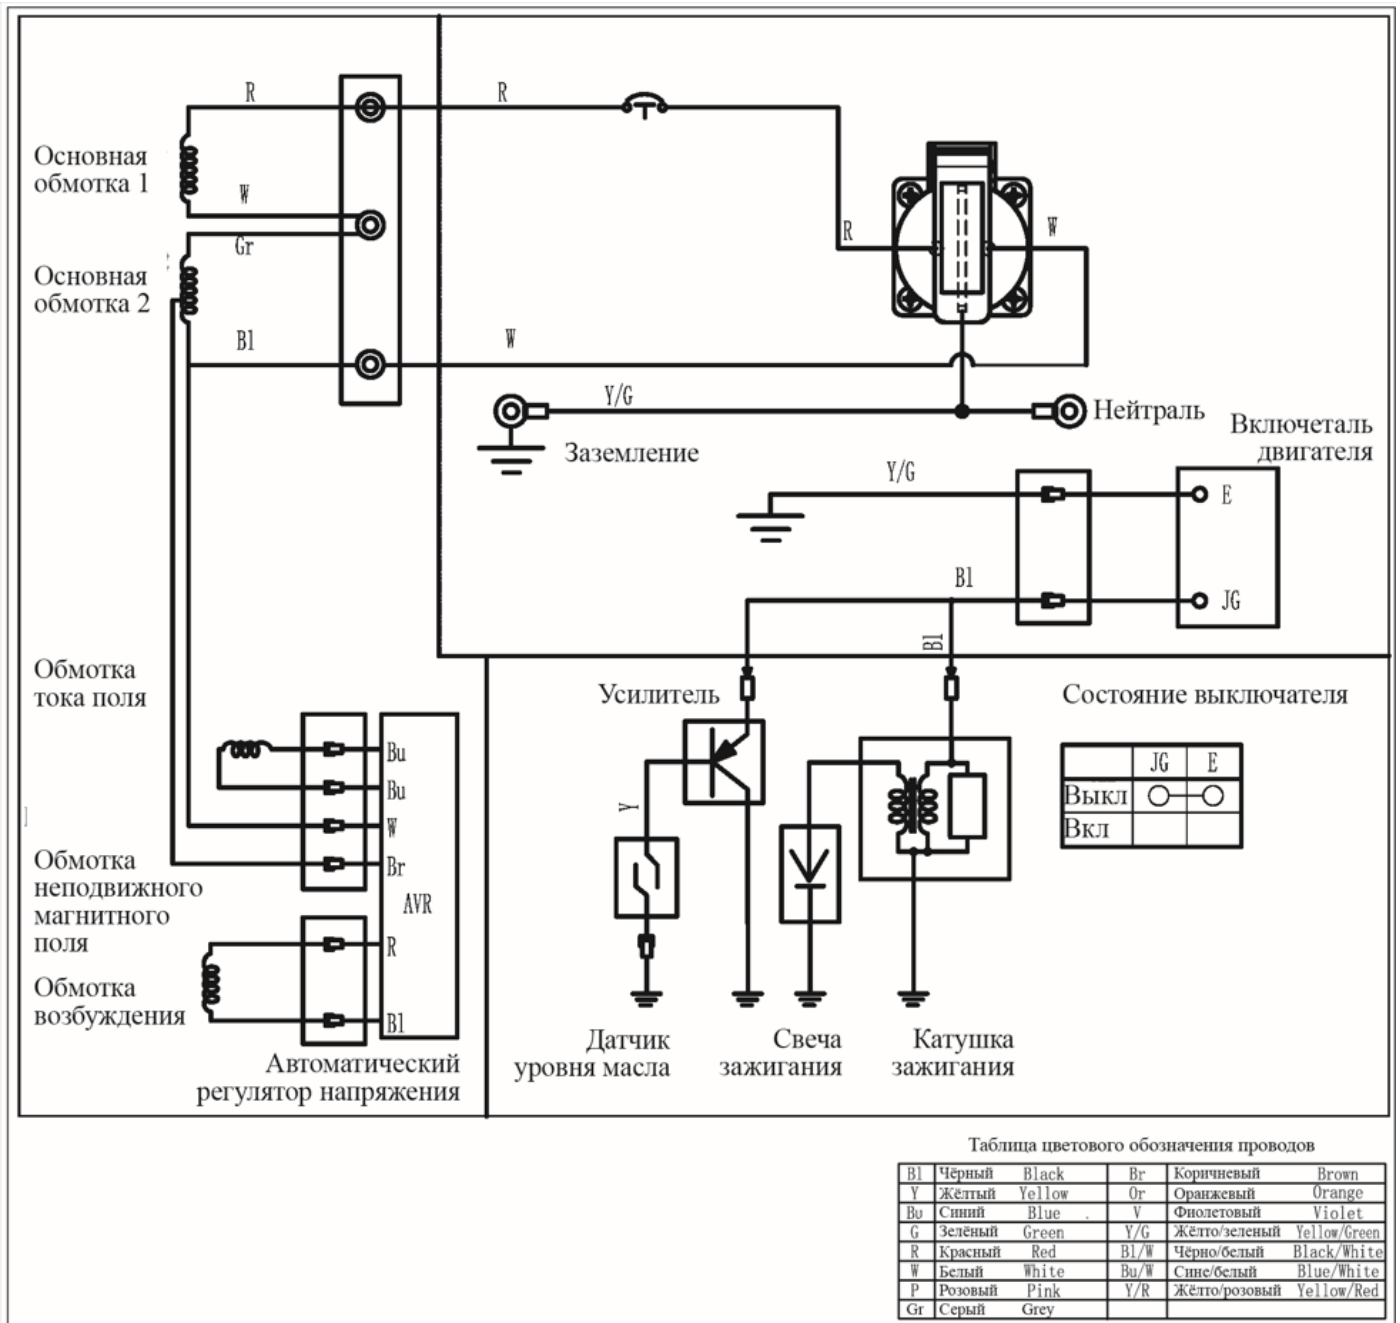 R
R
Основная
обмотка 1
W
Gr
Основная
обмотка 2
Bl
W
R
W
Y/G
Нейтраль
Заземление
Включеталь
двигателя
Y/G
E
Bl
JG
Bl
Обмотка
тока поля
Усилитель
Состояние выключателя
JG E
Выкл
Вкл
Bu
Bu
W
Br
AVR
R
Bl
Y
Обмотка
неподвижного
магнитного
поля
Обмотка
возбуждения
Автоматический
регулятор напряжения
Датчик
уровня масла
Свеча
зажигания
Катушка
зажигания
Таблица цветового обозначения проводов
Bl Чёрный Black Br Коричневый Brown
Y Жёлтый Yellow Or Оранжевый Orange
Bu Синий Blue V Фиолетовый Violet
G Зелёный Green Y/G Жёлто/зеленый Yellow/Green
R Красный Red Bl/W Чёрно/белый Black/White
W Белый White Bu/W Сине/белый Blue/White
P Розовый Pink Y/R Жёлто/розовый Yellow/Red
Gr Серый Grey